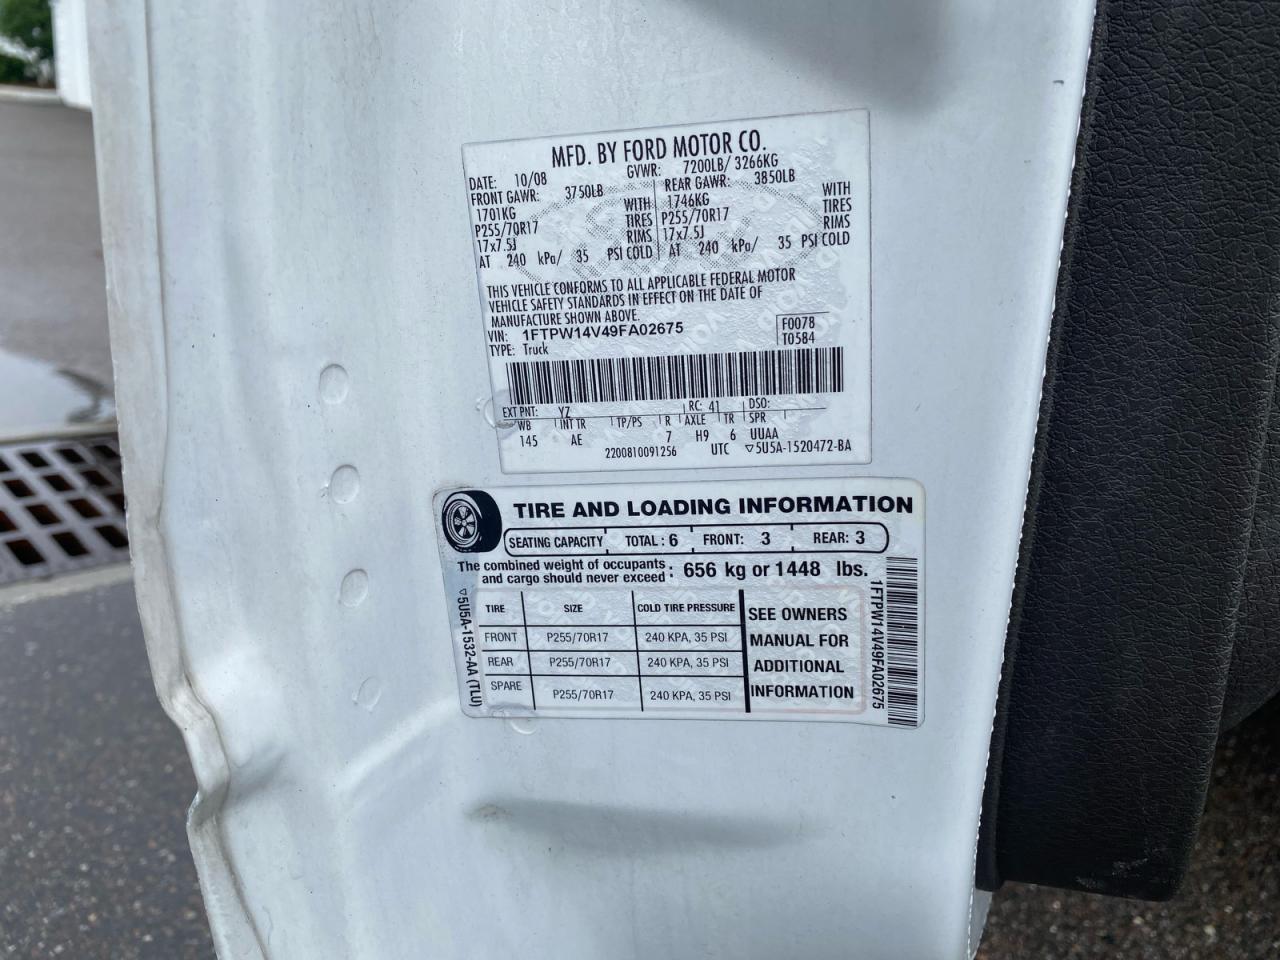 MFD. BY FORD MOTOR CO.
DATE: 10/08 GVWR: 7200LB/ 3266KG
FRONT GAWR: 3750LB REAR GAWR: 3850LB
1701KG WITH 1746KG WITH
P255/70R17 TIRES P255/70R17 TIRES
17x7.5J RIMS 17x7.5J RIMS
AT 240 kPa/ 35 PSI COLD AT 240 kPa/ 35 PSI COLD
THIS VEHICLE CONFORMS TO ALL APPLICABLE FEDERAL MOTOR
VEHICLE SAFETY STANDARDS IN EFFECT ON THE DATE OF
MANUFACTURE SHOWN ABOVE.
VIN: 1FTPW14V49FA02675 F0078
TYPE: Truck T0584
EXT PNT: YZ RC: 41 DSO:
WB INT TR TP/PS R AXLE TR SPR
145 AE 7 H9 6 UUAA
2200810091256 UTC ▽5U5A-1520472-BA
TIRE AND LOADING INFORMATION
SEATING CAPACITY TOTAL: 6 FRONT: 3 REAR: 3
The combined weight of occupants
and cargo should never exceed : 656 kg or 1448 lbs.
TIRE SIZE COLD TIRE PRESSURE
FRONT P255/70R17 240 KPA, 35 PSI
REAR P255/70R17 240 KPA, 35 PSI
SPARE P255/70R17 240 KPA, 35 PSI
SEE OWNERS
MANUAL FOR
ADDITIONAL
INFORMATION
▽5U5A-1532-AA (TLU)
1FTPW14V49FA02675